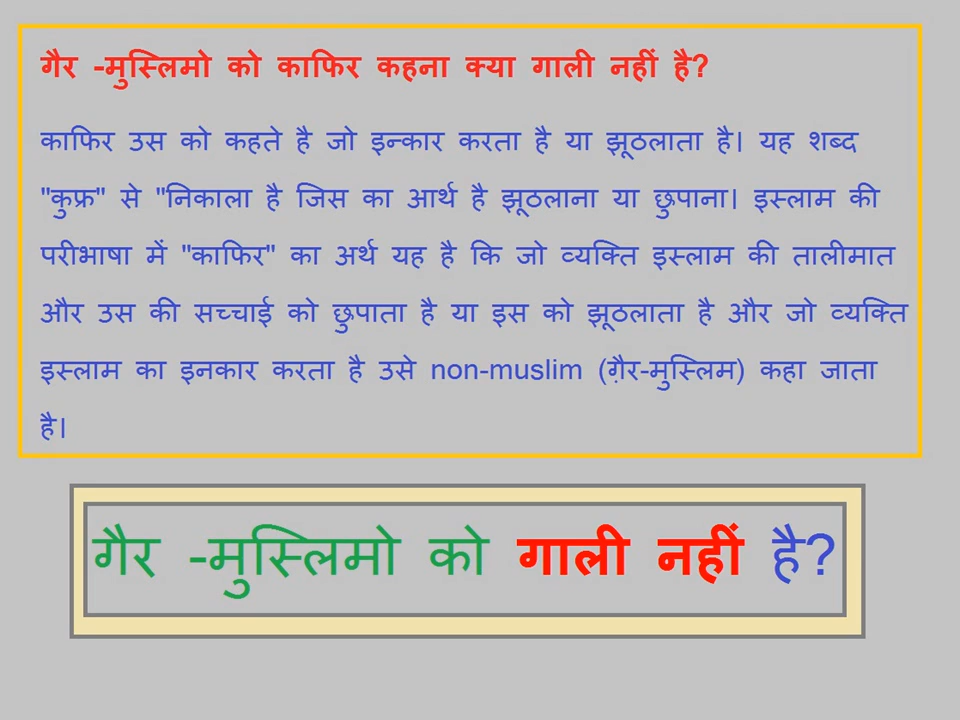 गैर -मुस्लिमो को काफिर कहना क्या गाली नहीं है?
काफिर उस को कहते है जो इन्कार करता है या झूठलाता है। यह शब्द
"कुफ्र" से "निकाला है जिस का आर्थ है झूठलाना या छुपाना। इस्लाम की
परीभाषा में "काफिर" का अर्थ यह है कि जो व्यक्ति इस्लाम की तालीमात
और उस की सच्चाई को छुपाता है या इस को झूठलाता है और जो व्यक्ति
इस्लाम का इनकार करता है उसे non-muslim (ग़ैर-मुस्लिम) कहा जाता
है।
गैर -मुस्लिमो को गाली नहीं है?